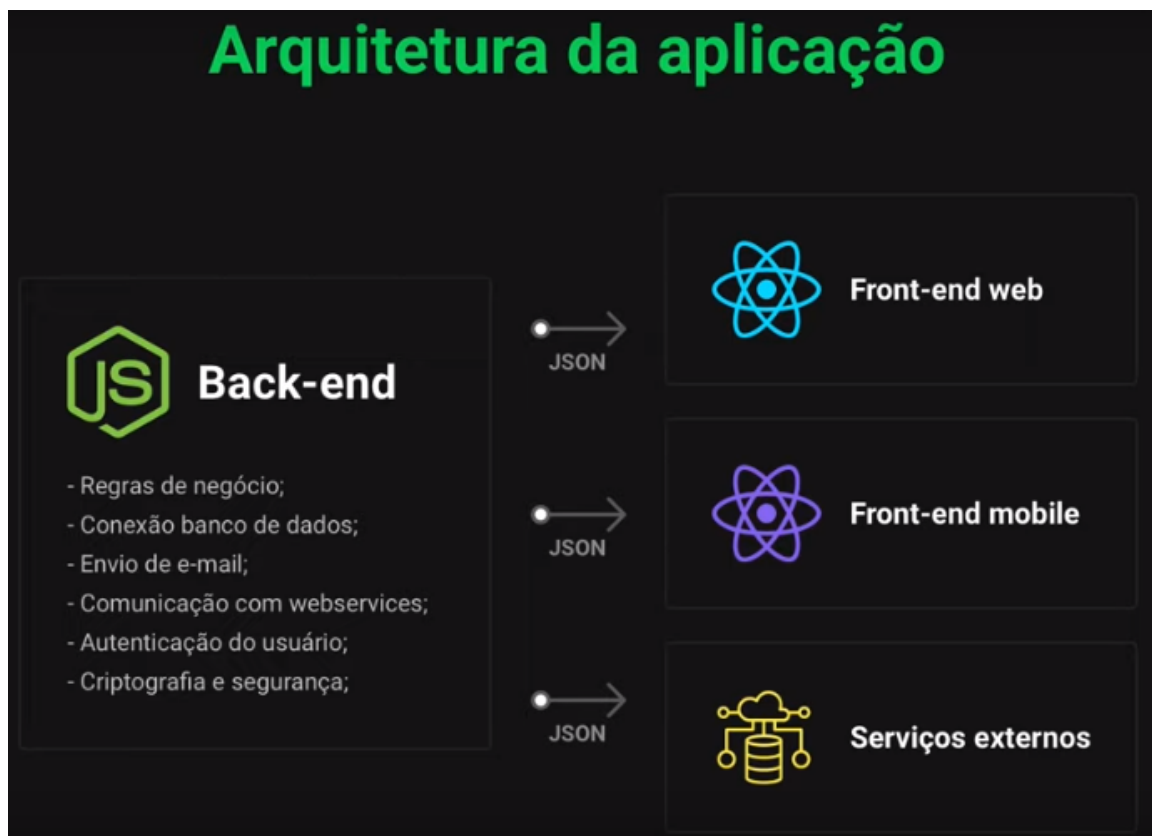 Arquitetura da aplicação
JS
Back-end
- Regras de negócio;
- Conexão banco de dados;
- Envio de e-mail;
- Comunicação com webservices;
- Autenticação do usuário;
- Criptografia e segurança;
JSON
JSON
JSON
Front-end web
Front-end mobile
Serviços externos